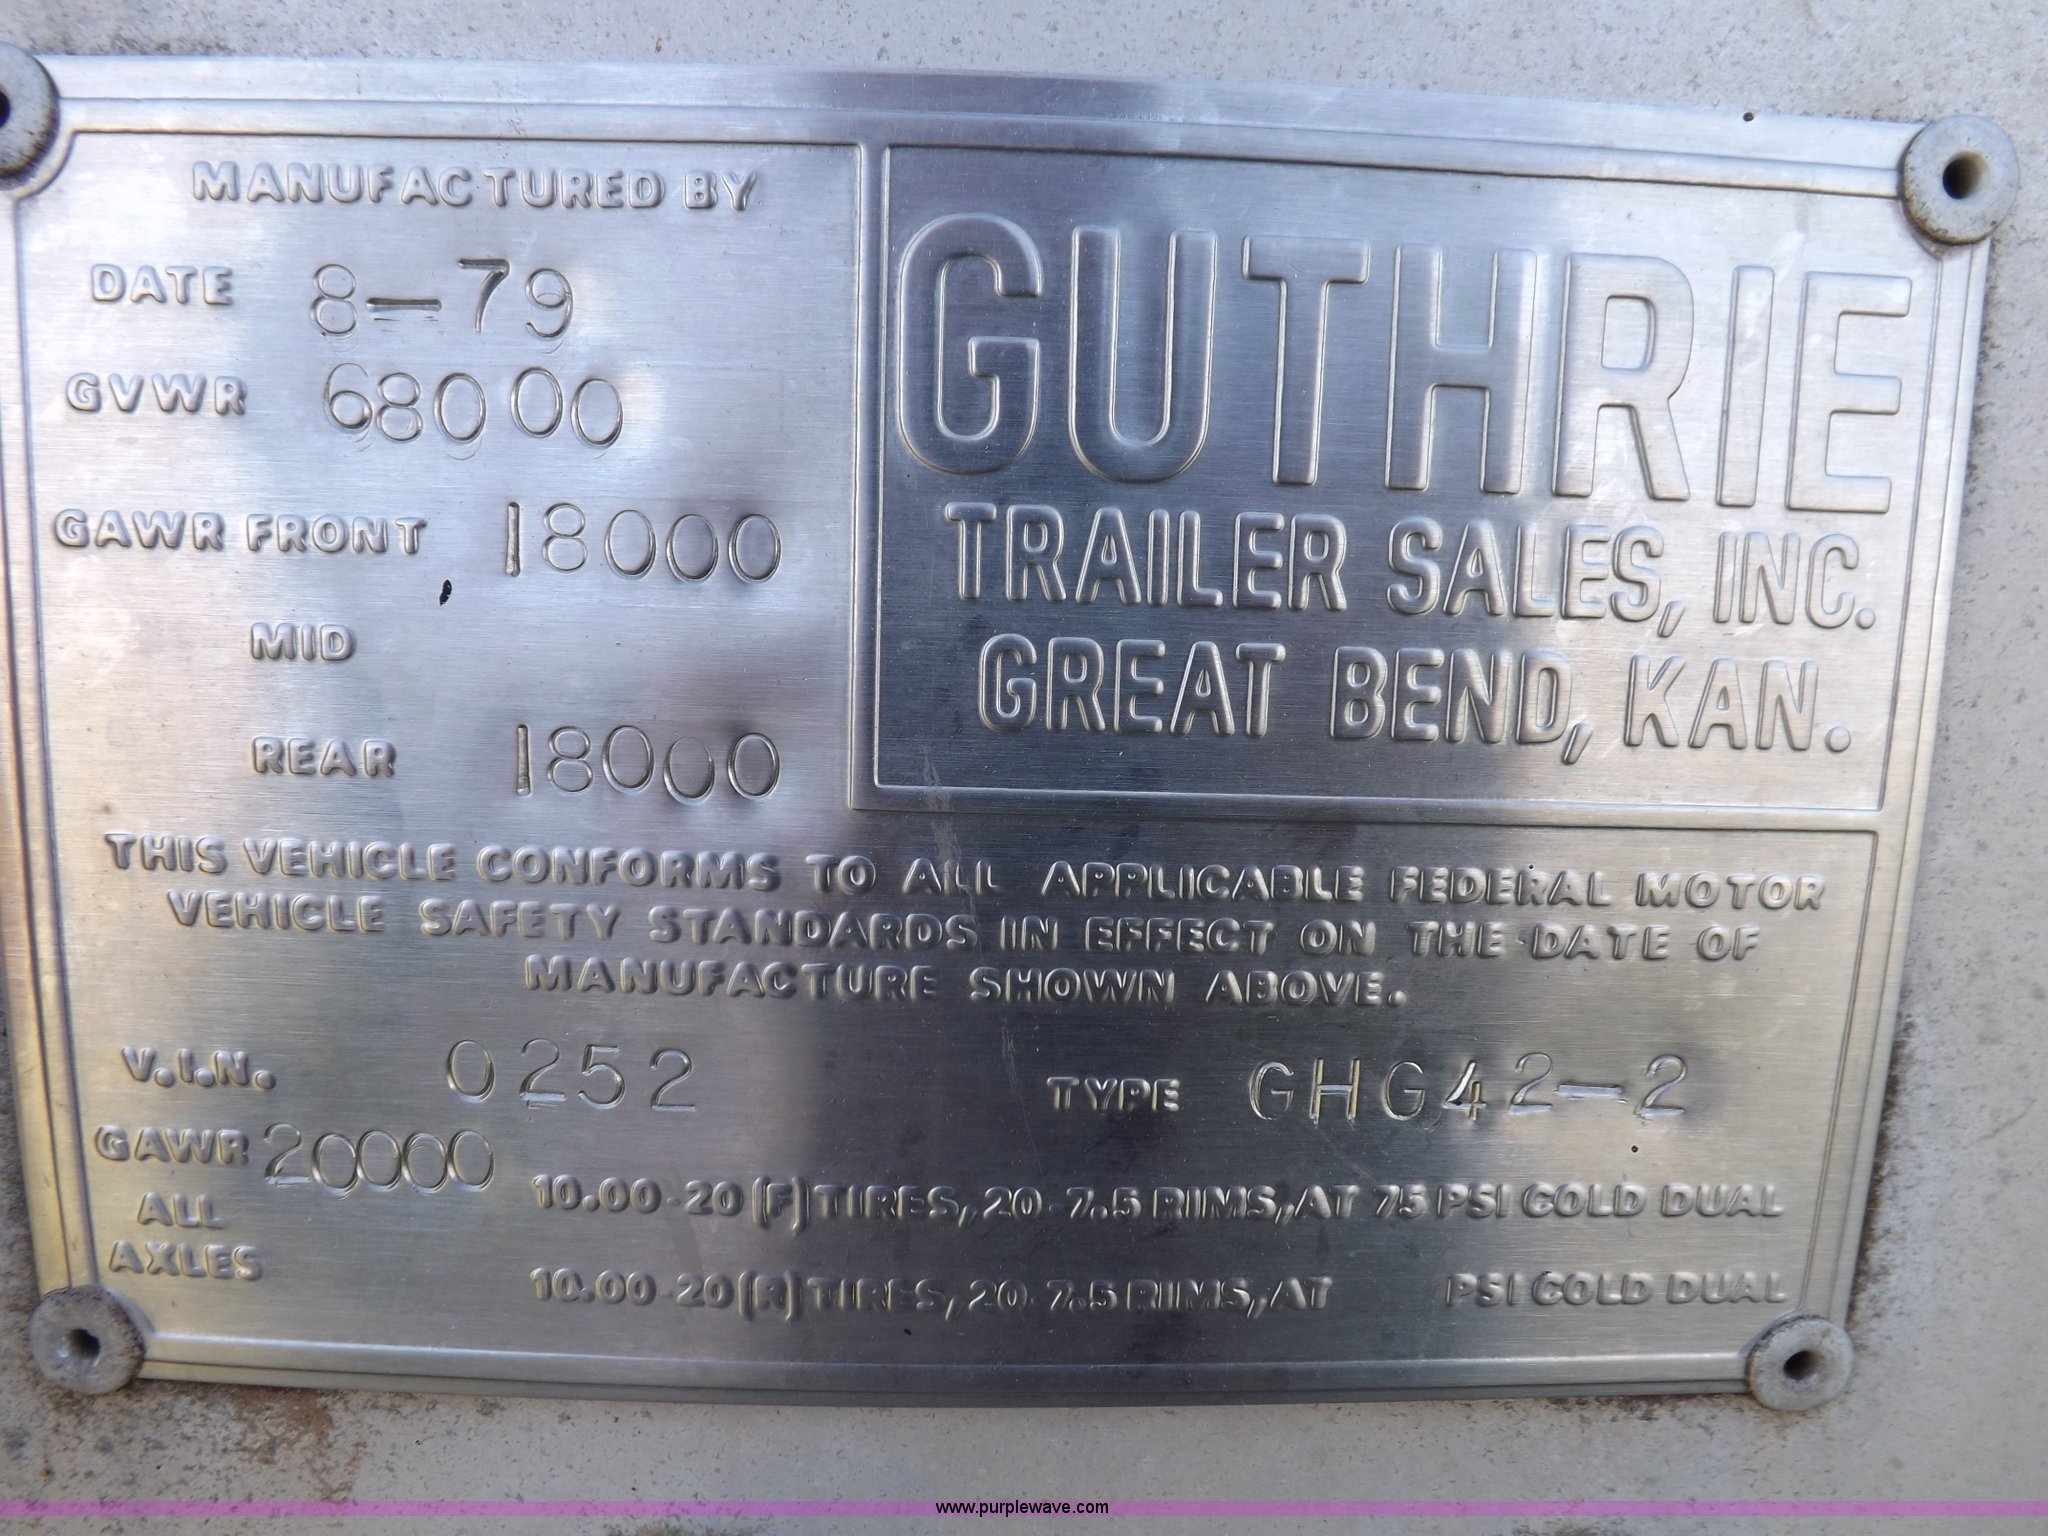 MANUFACTURED BY
DATE 8-79
GVWR 68000
GAWR FRONT 18000
MID
REAR 18000
GUTHRIE
TRAILER SALES, INC.
GREAT BEND, KAN.
THIS VEHICLE CONFORMS TO ALL APPLICABLE FEDERAL MOTOR
VEHICLE SAFETY STANDARDS IN EFFECT ON THE DATE OF
MANUFACTURE SHOWN ABOVE.
V.I.N. 0252 TYPE GHG42-2
GAWR 20000
ALL
AXLES
10.00-20(F)TIRES, 20-7.5 RIMS, AT 75 PSI COLD DUAL
10.00-20(R)TIRES, 20-7.5 RIMS, AT PSI COLD DUAL
www.purplewave.com